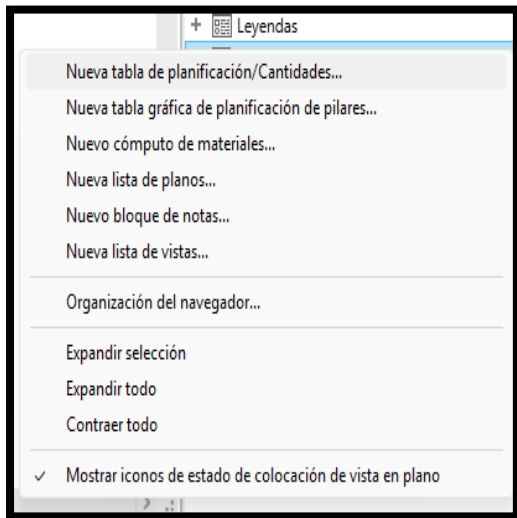 Leyendas
Nueva tabla de planificación/Cantidades...
Nueva tabla gráfica de planificación de pilares...
Nuevo cómputo de materiales...
Nueva lista de planos...
Nuevo bloque de notas...
Nueva lista de vistas...
Organización del navegador...
Expandir selección
Expandir todo
Contraer todo
Mostrar iconos de estado de colocación de vista en plano